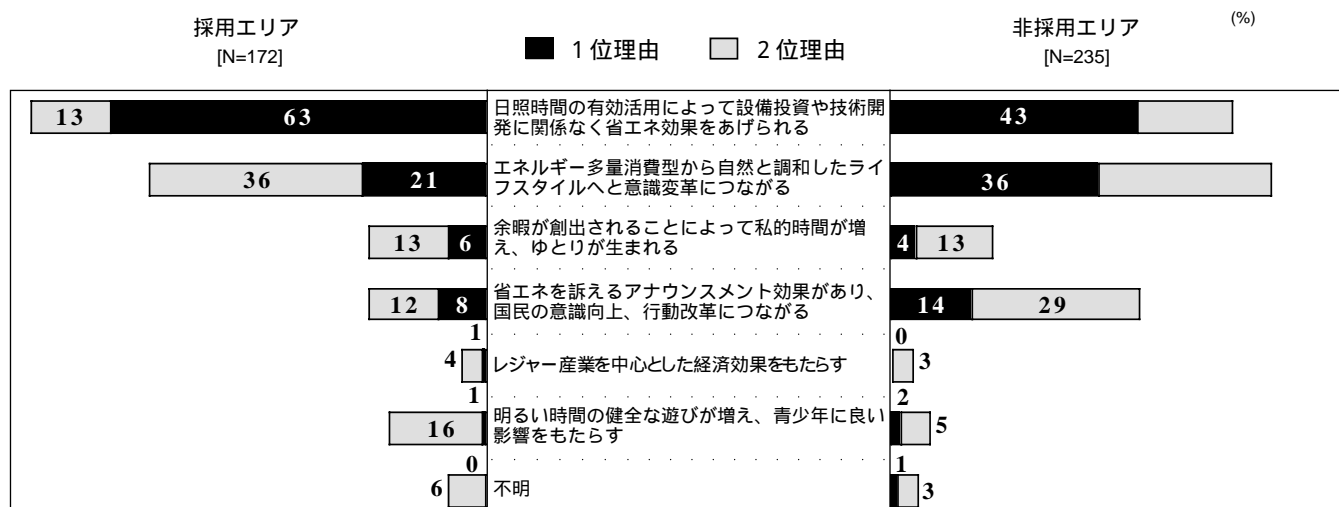 (%)
採用エリア
[N=172]
■ 1位理由 □ 2位理由
非採用エリア
[N=235]
13 63 日照時間の有効活用によって設備投資や技術開 43
発に関係なく省エネ効果をあげられる
36 21 エネルギー多量消費型から自然と調和したライ 36
フスタイルへと意識変革につながる
13 6 余暇が創出されることによって私的時間が増 4 13
え、ゆとりが生まれる
12 8 省エネを訴えるアナウンスメント効果があり、 14 29
国民の意識向上、行動改革につながる
1 0
4 レジャー産業を中心とした経済効果をもたらす 3
1 2
16 明るい時間の健全な遊びが増え、青少年に良い 5
影響をもたらす
0 1
6 不明 3